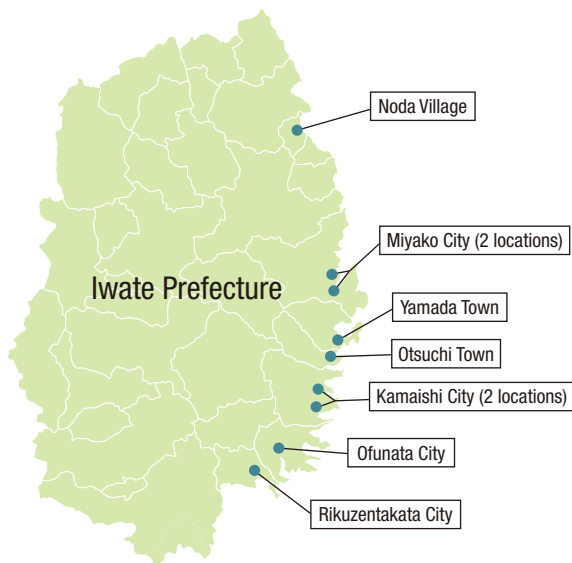 Noda Village
Miyako City (2 locations)
Iwate Prefecture
Yamada Town
Otsuchi Town
Kamaishi City (2 locations)
Ofunata City
Rikuzentakata City